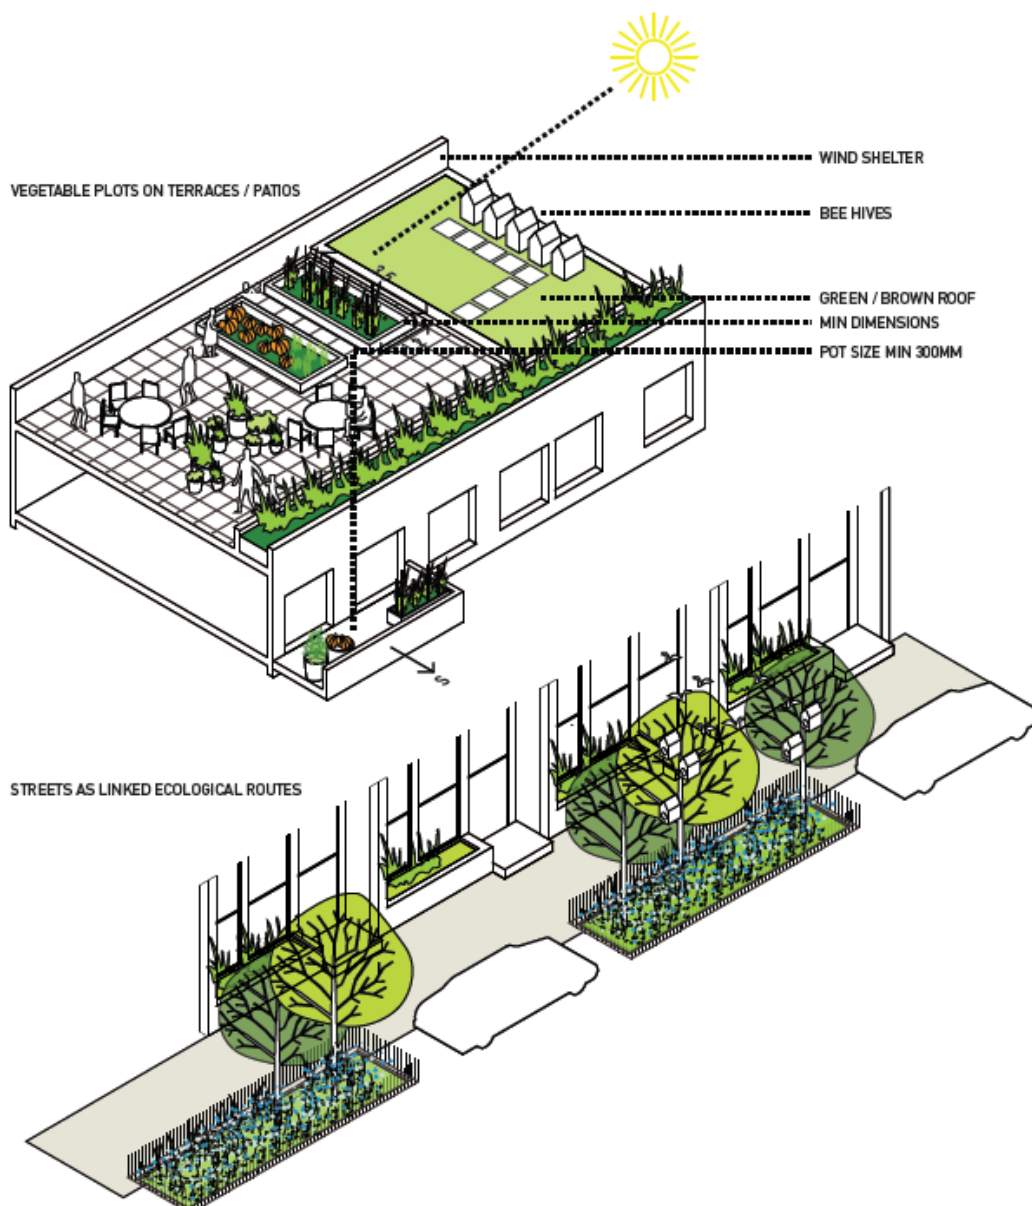 WIND SHELTER
VEGETABLE PLOTS ON TERRACES / PATIOS
BEE HIVES
GREEN / BROWN ROOF
MIN DIMENSIONS
POT SIZE MIN 300MM
S
STREETS AS LINKED ECOLOGICAL ROUTES